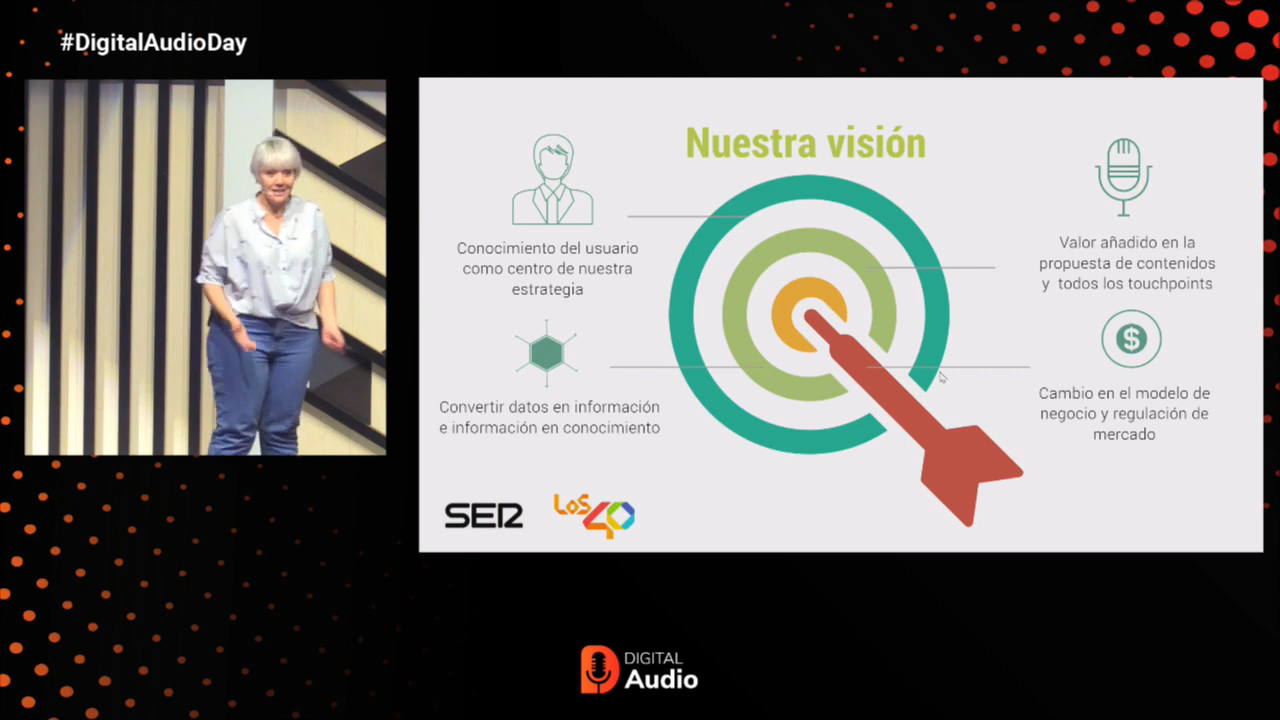 #DigitalAudioDay
Nuestra visión
Conocimiento del usuario
como centro de nuestra
estrategia
Valor añadido en la
propuesta de contenidos
y todos los touchpoints
Convertir datos en información
e información en conocimiento
Cambio en el modelo de
negocio y regulación de
mercado
SER
LOS
40
DIGITAL
Audio